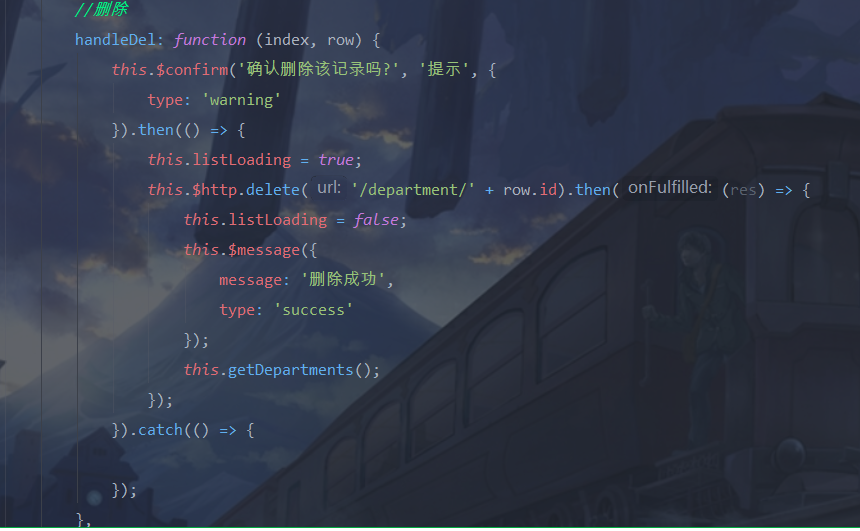 //删除
handleDel: function (index, row) {
this.$confirm('确认删除该记录吗?', '提示', {
type: 'warning'
}).then(() => {
this.listLoading = true;
this.$http.delete( url: '/department/' + row.id).then( onFulfilled: (res) => {
this.listLoading = false;
this.$message({
message: '删除成功',
type: 'success'
});
this.getDepartments();
});
}).catch(() => {
});
},